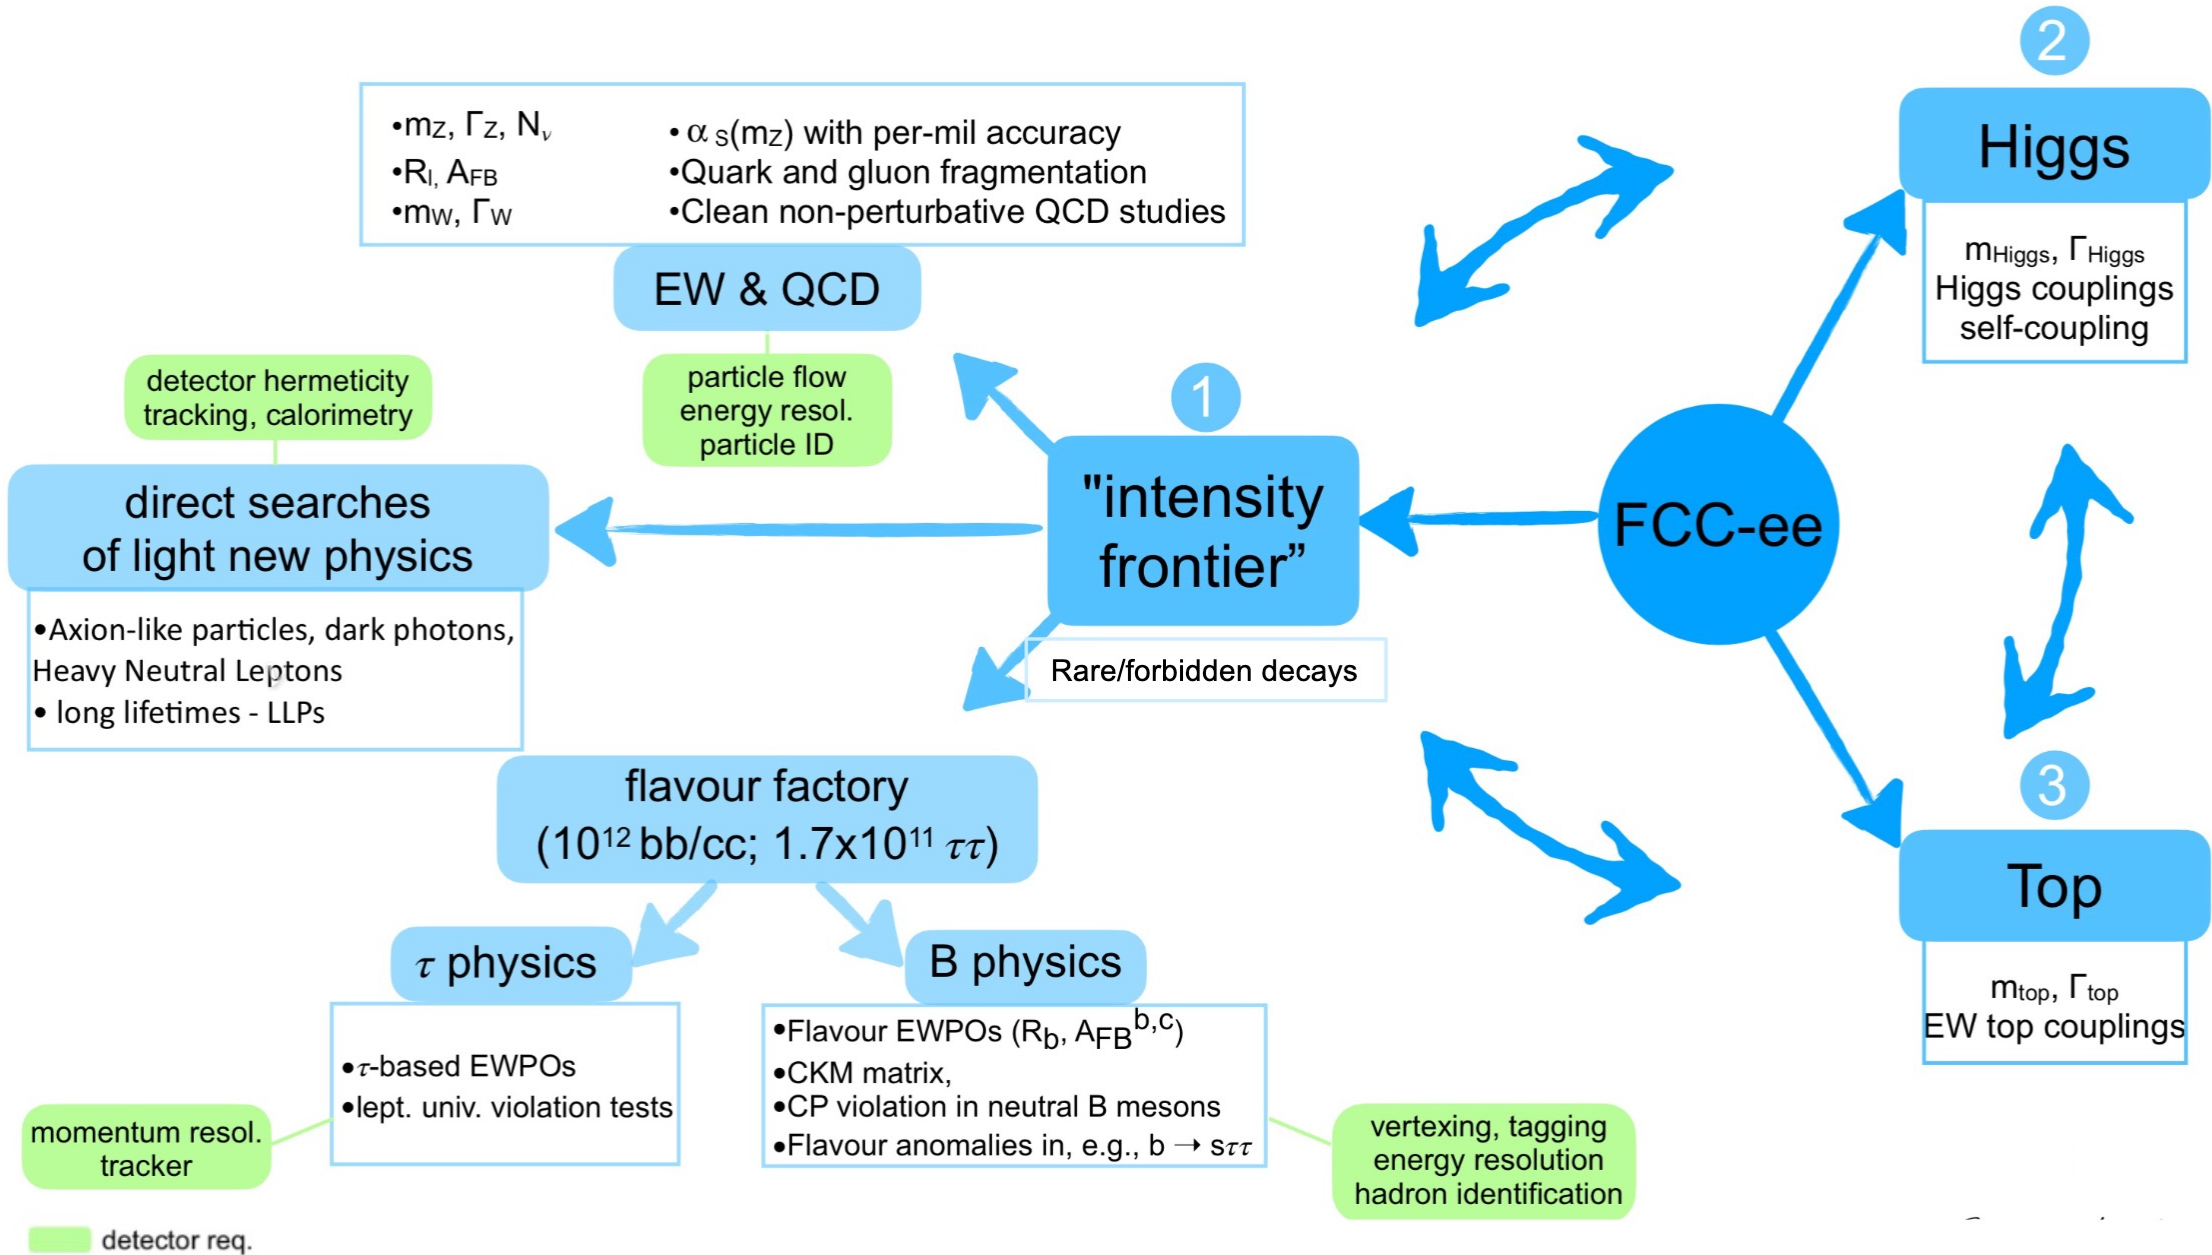 2
Higgs
mHiggs, ΓHiggs
Higgs couplings
self-coupling
•mZ, ΓZ, Nν
•Rl, AFB
•mW, ΓW
• αS(mZ) with per-mil accuracy
•Quark and gluon fragmentation
•Clean non-perturbative QCD studies
EW & QCD
particle flow
energy resol.
particle ID
detector hermeticity
tracking, calorimetry
direct searches
of light new physics
•Axion-like particles, dark photons,
Heavy Neutral Leptons
• long lifetimes - LLPs
1
"intensity
frontier”
Rare/forbidden decays
FCC-ee
flavour factory
(10¹² bb/cc; 1.7x10¹¹ ττ)
τ physics
•τ-based EWPOs
•lept. univ. violation tests
momentum resol.
tracker
B physics
•Flavour EWPOs (Rb, AFBb,c)
•CKM matrix,
•CP violation in neutral B mesons
•Flavour anomalies in, e.g., b → sττ
vertexing, tagging
energy resolution
hadron identification
3
Top
mtop, Γtop
EW top couplings
detector req.